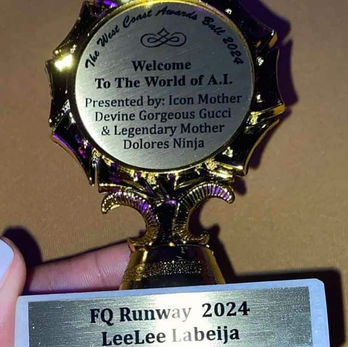 The West Coast Awards Ball 2024
Welcome
To The World of A.I.
Presented by: Icon Mother
Devine Gorgeous Gucci
& Legendary Mother
Dolores Ninja
FQ Runway 2024
LeeLee Labeija